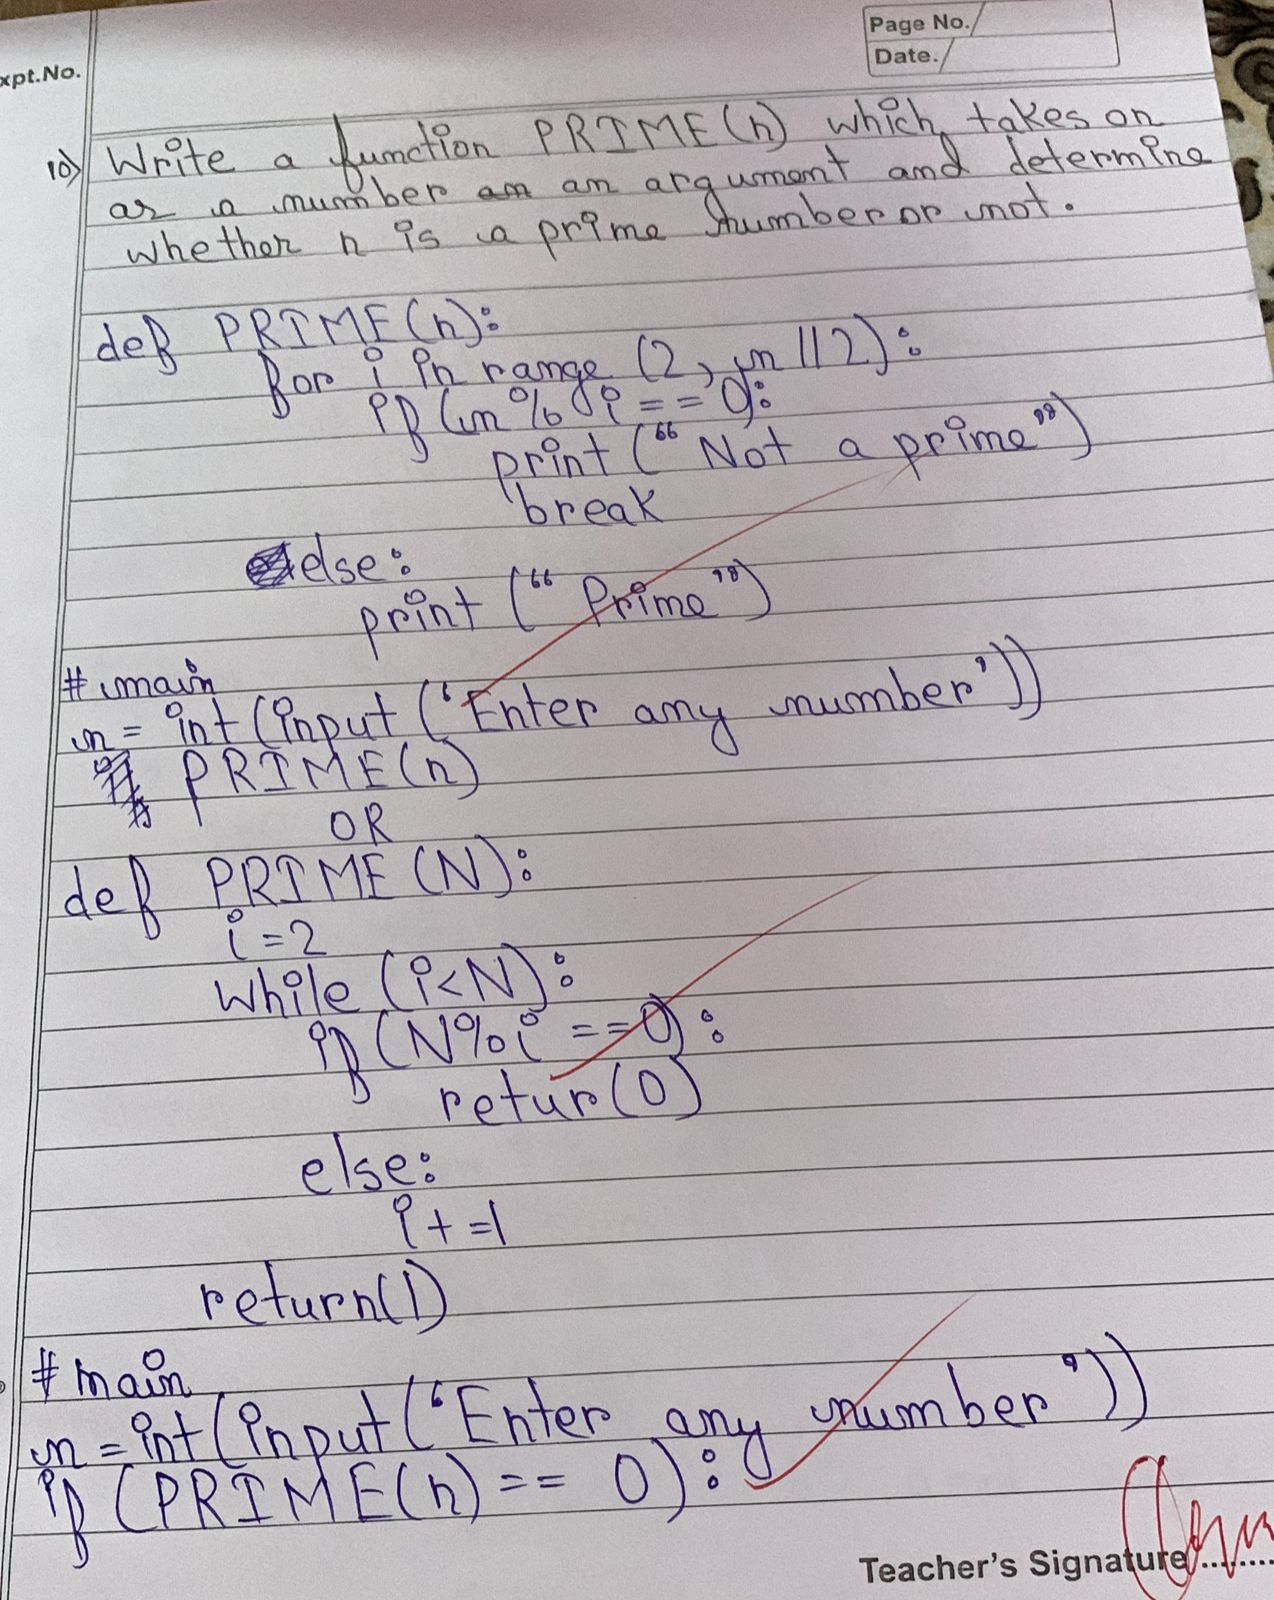 Page No.
Date.
xpt.No.
10) Write a function PRIME(n) which takes on
as a number am an argument and determine
whether n is a prime number or not.
def PRIME(n):
for i in range (2, n//2):
if (n% i == 0):
print (“ Not a prime”)
break
else:
print (“ Prime”)
# main
n = int(input (‘Enter any number’))
PRIME(n)
OR
def PRIME (N):
i =2
while (i<N):
if (N%i ==0) :
retur(0)
else:
i + =1
return(1)
# main
n =int(input(‘Enter any number’))
if (PRIME(n) == 0) :
Teacher's Signature ........